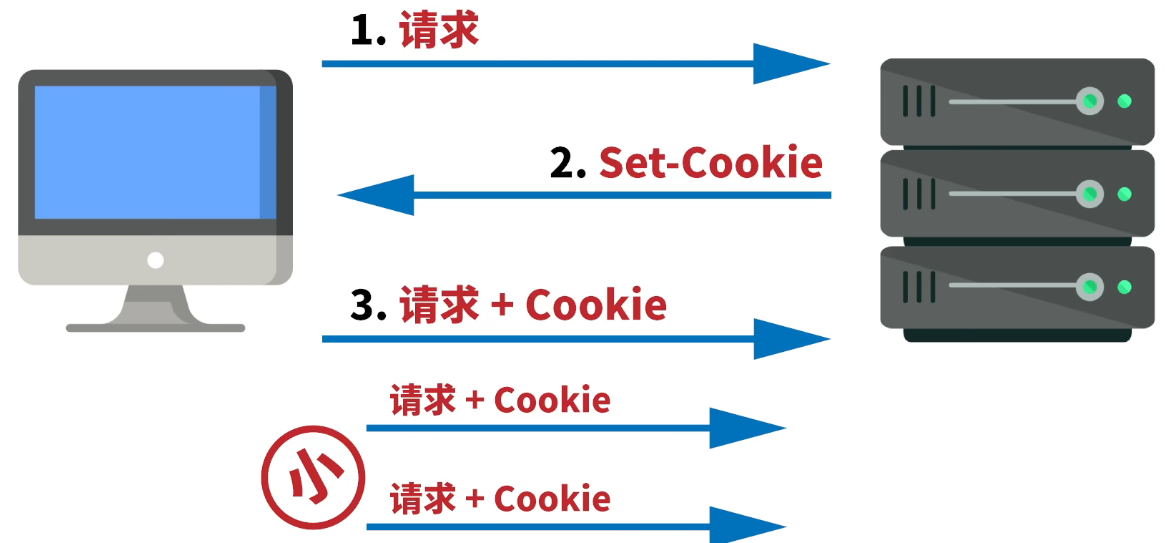 1. 请求
2. Set-Cookie
3. 请求 + Cookie
请求 + Cookie
小
请求 + Cookie